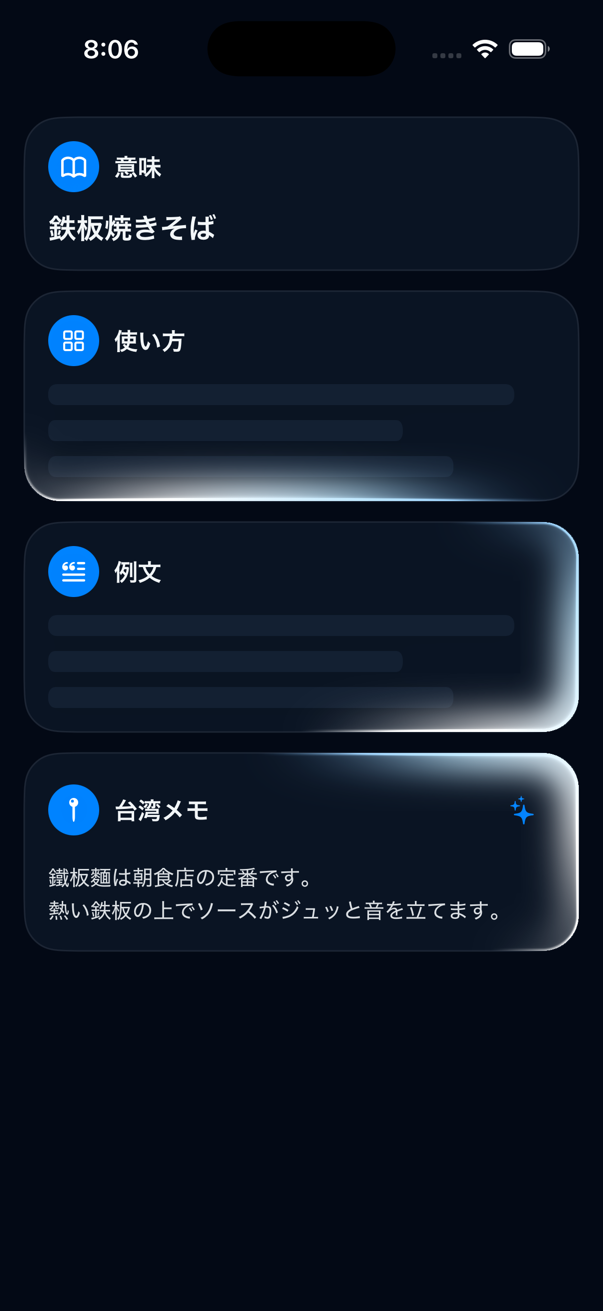 8:06
意味
鉄板焼きそば
使い方
例文
台湾メモ
鐵板麵は朝食店の定番です。
熱い鉄板の上でソースがジュッと音を立てます。